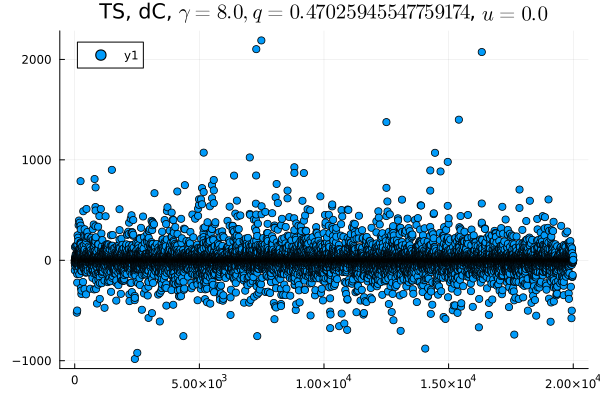 TS, dC, γ = 8.0, q = 0.47025945547759174, u = 0.0
y1
2000
1000
0
−1000
0 5.00×10³ 1.00×10⁴ 1.50×10⁴ 2.00×10⁴